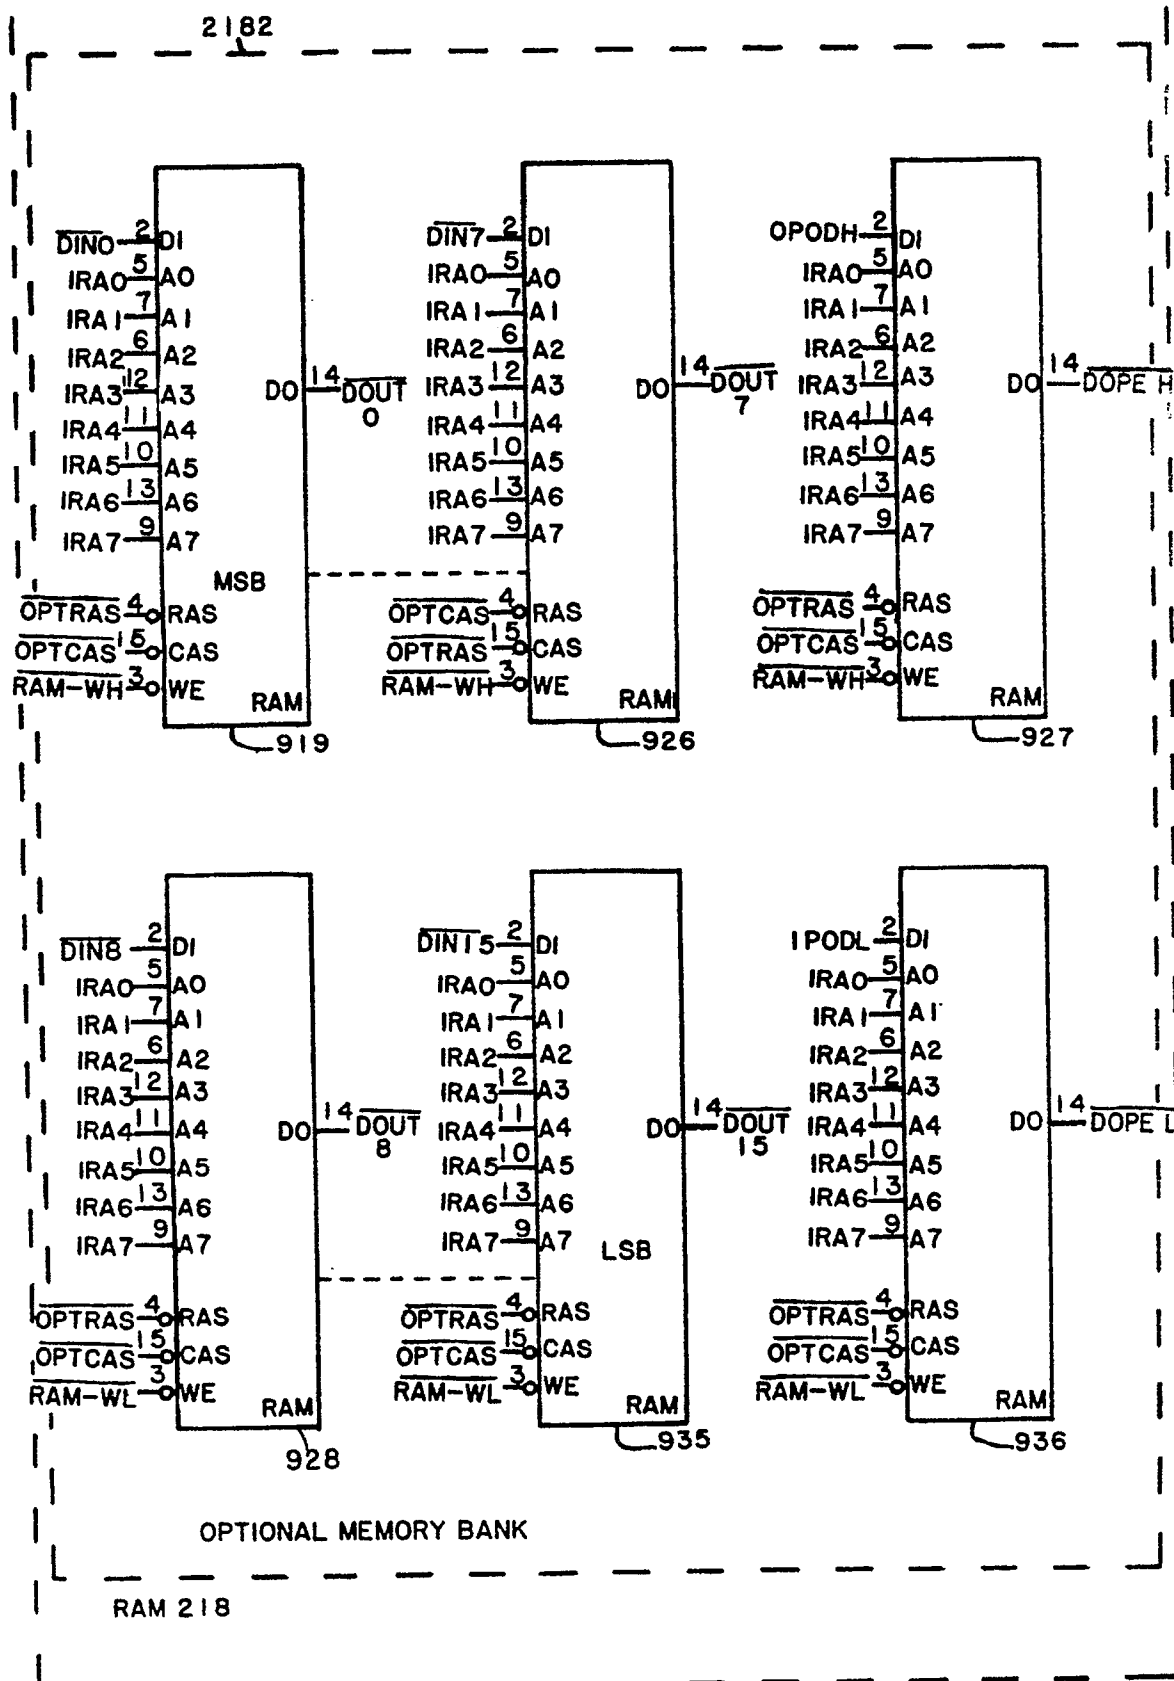 2182
DIN0 2 DI
IRA0 5 A0
IRA1 7 A1
IRA2 6 A2
IRA3 12 A3
IRA4 11 A4
IRA5 10 A5
IRA6 13 A6
IRA7 9 A7
DO 14 DOUT 0
MSB
OPTRAS 4 RAS
OPTCAS 15 CAS
RAM-WH 3 WE
RAM
919
DIN7 2 DI
IRA0 5 A0
IRA1 7 A1
IRA2 6 A2
IRA3 12 A3
IRA4 11 A4
IRA5 10 A5
IRA6 13 A6
IRA7 9 A7
DO 14 DOUT 7
OPTCAS 4 RAS
OPTRAS 15 CAS
RAM-WH 3 WE
RAM
926
OPODH 2 DI
IRA0 5 A0
IRA1 7 A1
IRA2 6 A2
IRA3 12 A3
IRA4 11 A4
IRA5 10 A5
IRA6 13 A6
IRA7 9 A7
DO 14 DOPE H
OPTRAS 4 RAS
OPTCAS 15 CAS
RAM-WH 3 WE
RAM
927
DIN8 2 DI
IRA0 5 A0
IRA1 7 A1
IRA2 6 A2
IRA3 12 A3
IRA4 11 A4
IRA5 10 A5
IRA6 13 A6
IRA7 9 A7
DO 14 DOUT 8
OPTRAS 4 RAS
OPTCAS 15 CAS
RAM-WL 3 WE
RAM
928
DIN15 2 DI
IRA0 5 A0
IRA1 7 A1
IRA2 6 A2
IRA3 12 A3
IRA4 11 A4
IRA5 10 A5
IRA6 13 A6
IRA7 9 A7
DO 14 DOUT 15
LSB
OPTRAS 4 RAS
OPTCAS 15 CAS
RAM-WL 3 WE
RAM
935
IPODL 2 DI
IRA0 5 A0
IRA1 7 A1
IRA2 6 A2
IRA3 12 A3
IRA4 11 A4
IRA5 10 A5
IRA6 13 A6
IRA7 9 A7
DO 14 DOPE L
OPTRAS 4 RAS
OPTCAS 15 CAS
RAM-WL 3 WE
RAM
936
OPTIONAL MEMORY BANK
RAM 218